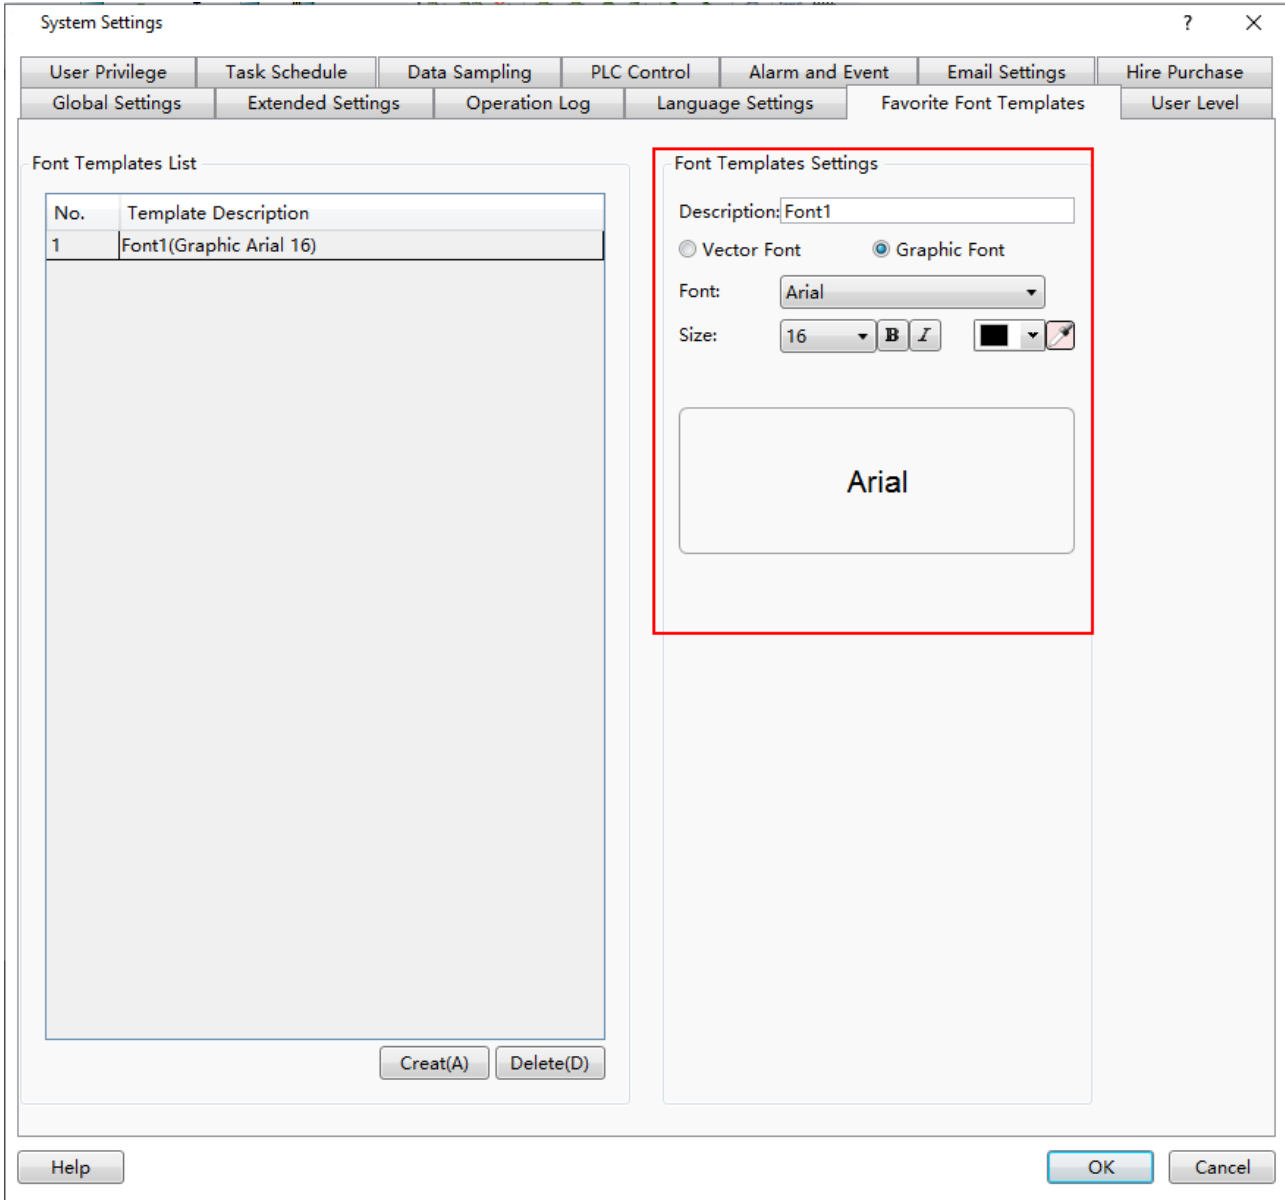 System Settings ?
User Privilege Task Schedule Data Sampling PLC Control Alarm and Event Email Settings Hire Purchase
Global Settings Extended Settings Operation Log Language Settings Favorite Font Templates User Level
Font Templates List
No. Template Description
1 Font1(Graphic Arial 16)
Creat(A) Delete(D)
Font Templates Settings
Description: Font1
Vector Font Graphic Font
Font: Arial
Size: 16 B I
Arial
Help OK Cancel